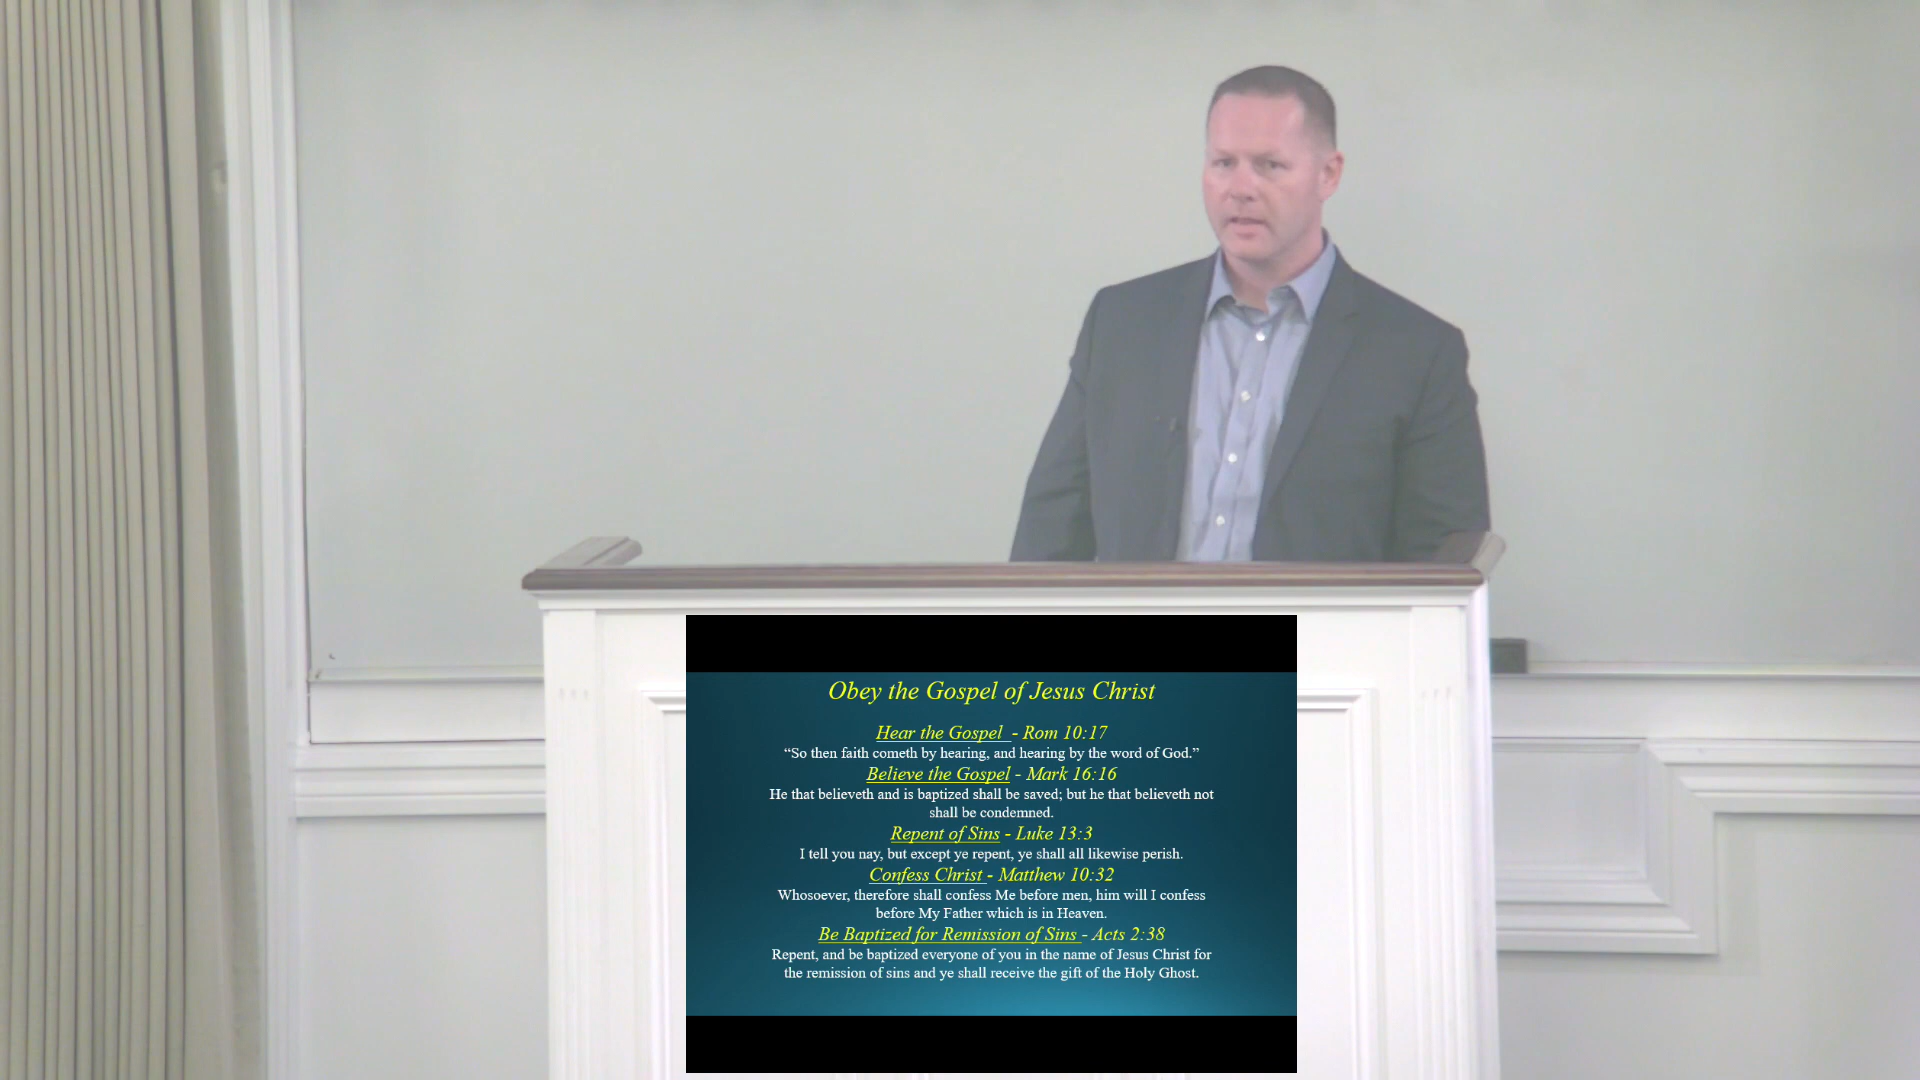 Obey the Gospel of Jesus Christ
Hear the Gospel - Rom 10:17
“So then faith cometh by hearing, and hearing by the word of God.”
Believe the Gospel - Mark 16:16
He that believeth and is baptized shall be saved; but he that believeth not
shall be condemned.
Repent of Sins - Luke 13:3
I tell you nay, but except ye repent, ye shall all likewise perish.
Confess Christ - Matthew 10:32
Whosoever, therefore shall confess Me before men, him will I confess
before My Father which is in Heaven.
Be Baptized for Remission of Sins - Acts 2:38
Repent, and be baptized everyone of you in the name of Jesus Christ for
the remission of sins and ye shall receive the gift of the Holy Ghost.